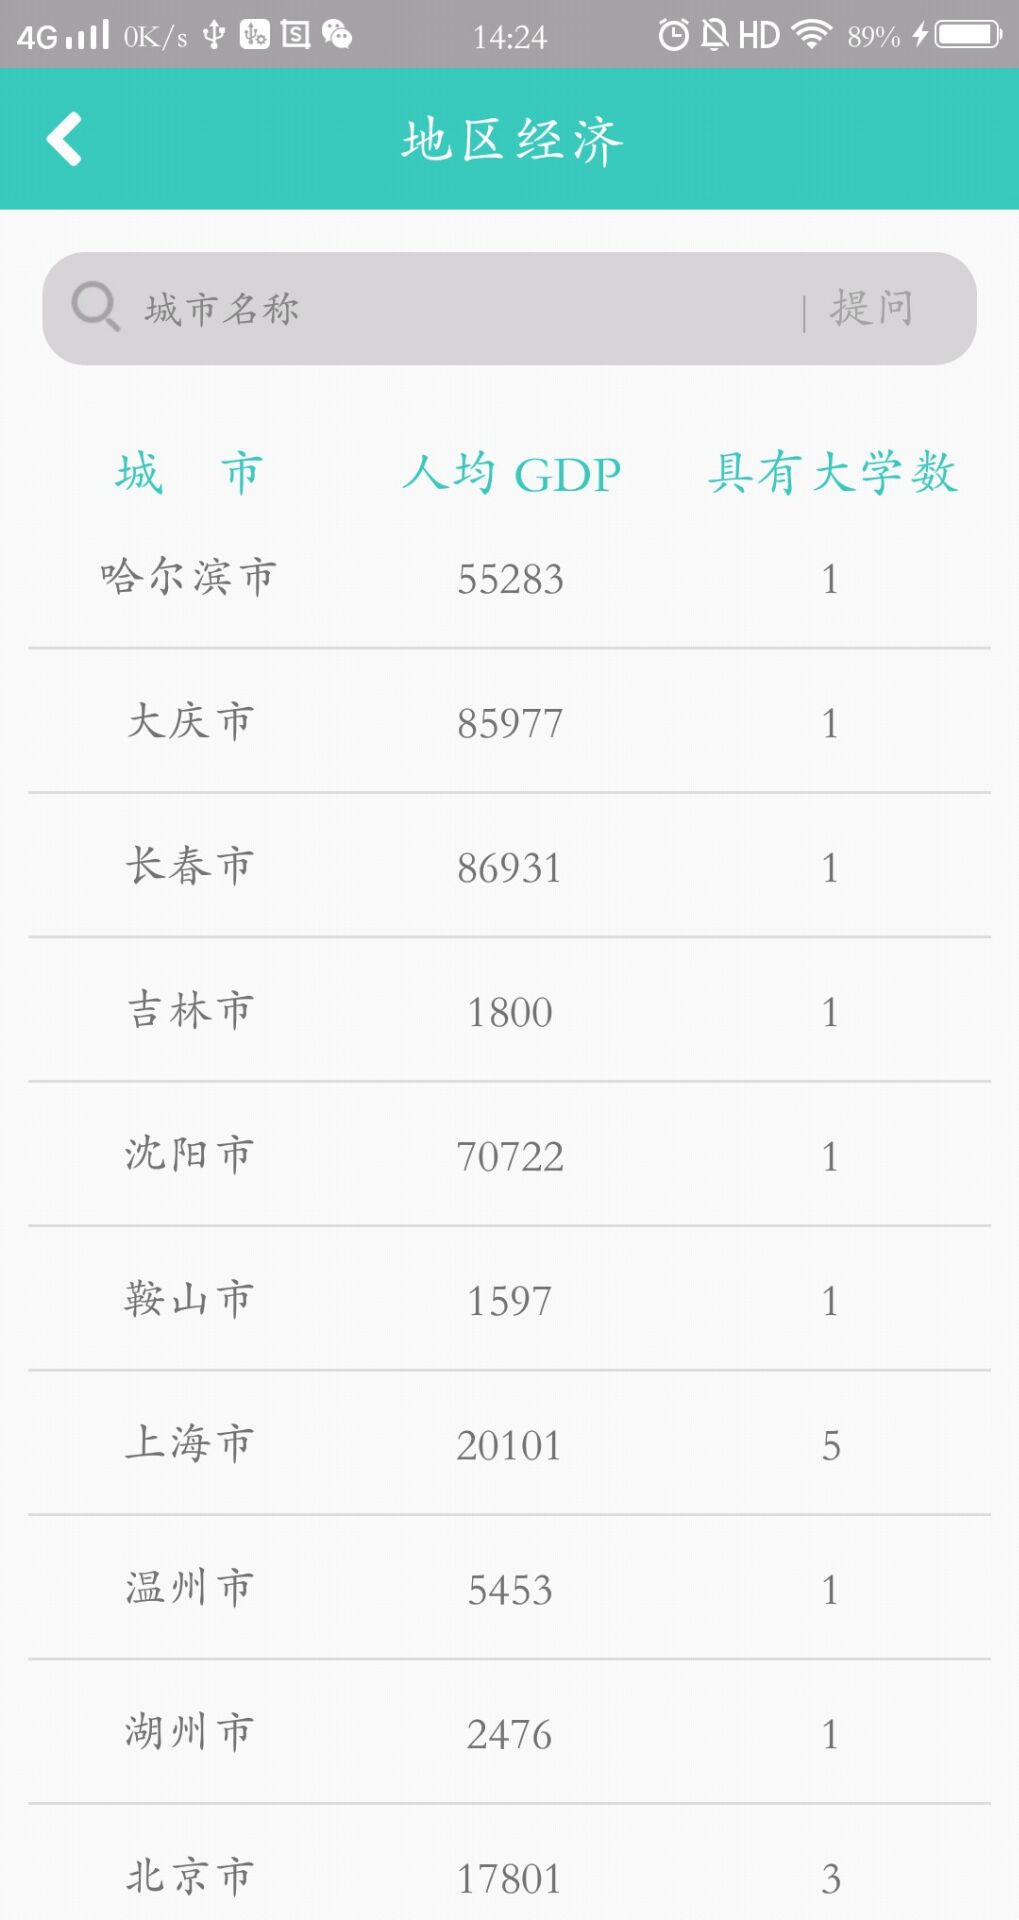 4G 0K/s 14:24 HD 89%
地区经济
城市名称 | 提问
城 市 人均 GDP 具有大学数
哈尔滨市 55283 1
大庆市 85977 1
长春市 86931 1
吉林市 1800 1
沈阳市 70722 1
鞍山市 1597 1
上海市 20101 5
温州市 5453 1
湖州市 2476 1
北京市 17801 3